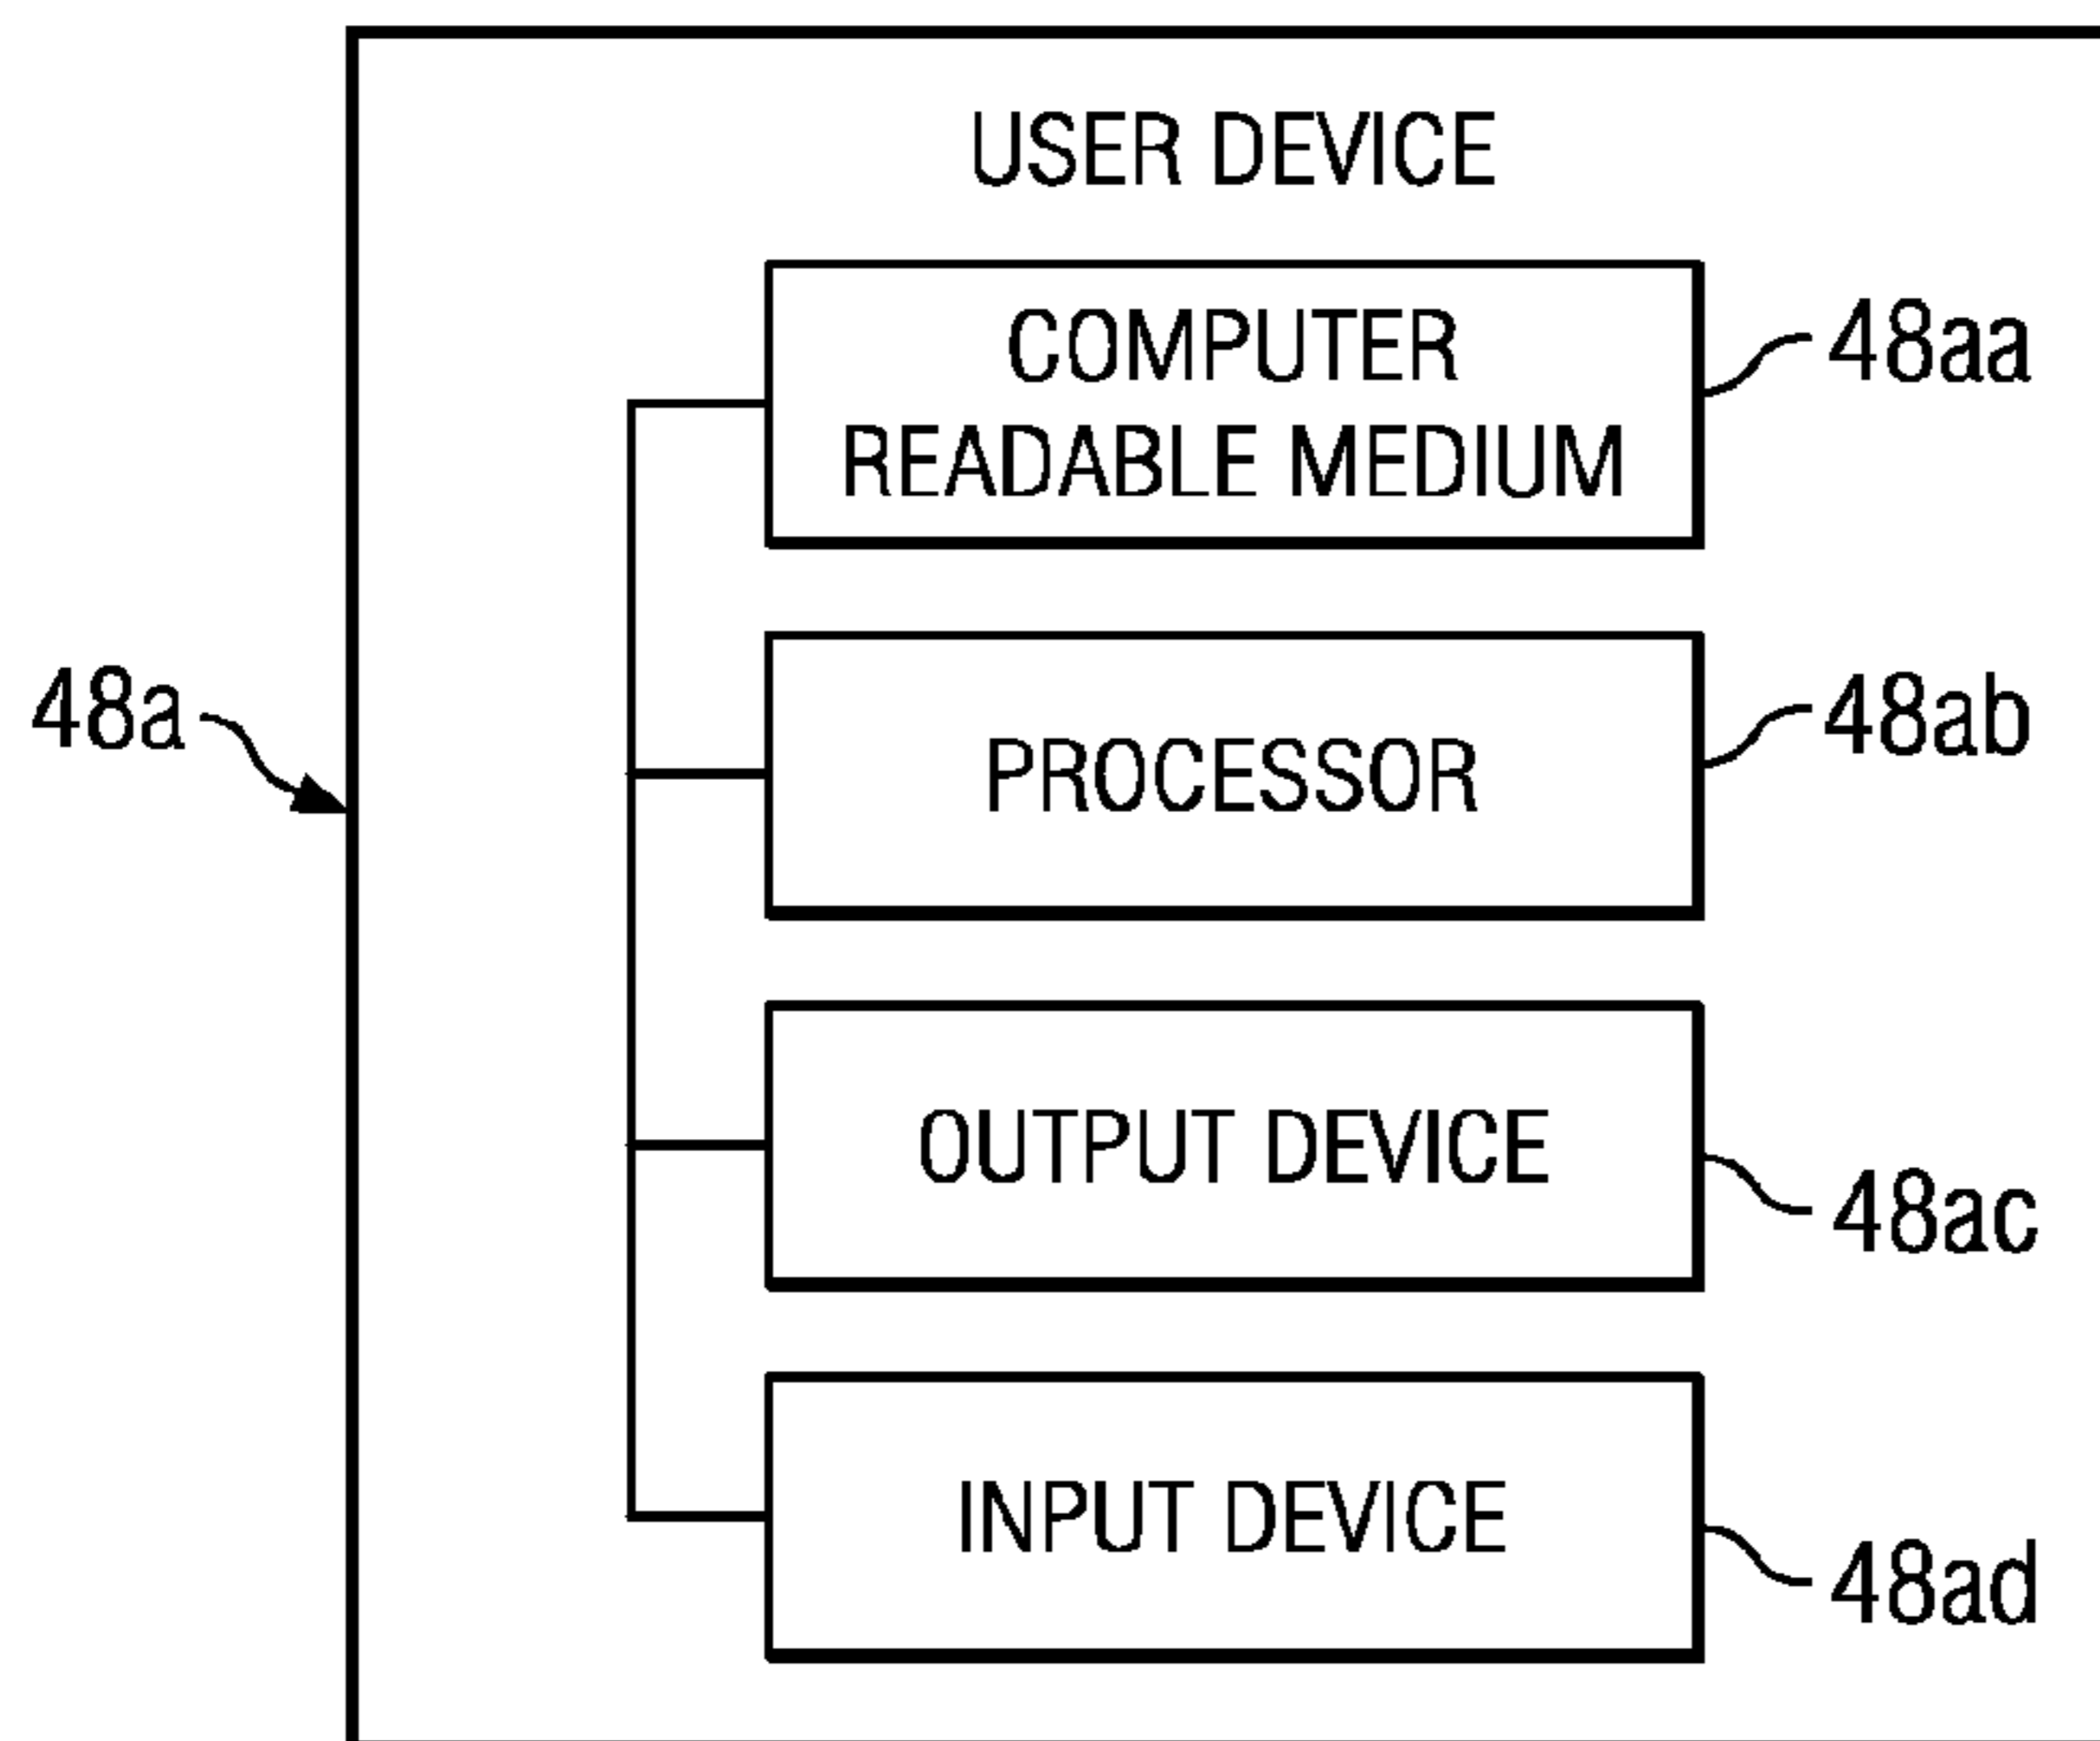 USER DEVICE
COMPUTER
READABLE MEDIUM
48aa
48a
PROCESSOR
48ab
OUTPUT DEVICE
48ac
INPUT DEVICE
48ad